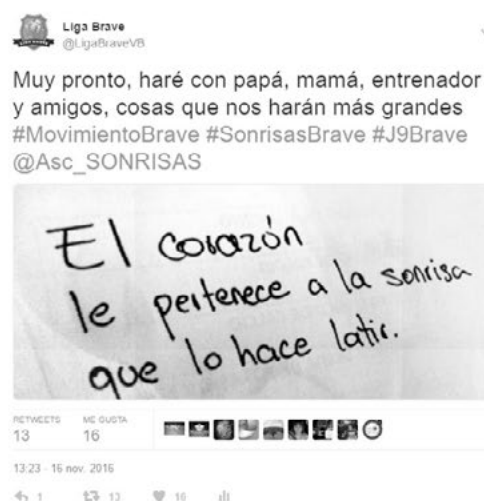 Liga Brave
@LigaBraveVB
Muy pronto, haré con papá, mamá, entrenador
y amigos, cosas que nos harán más grandes
#MovimientoBrave #SonrisasBrave #J9Brave
@Asc_SONRISAS
El corazón
le pertenece a la sonrisa
que lo hace latir.
RETWEETS ME GUSTA
13 16
13:23 - 16 nov. 2016
1 13 16